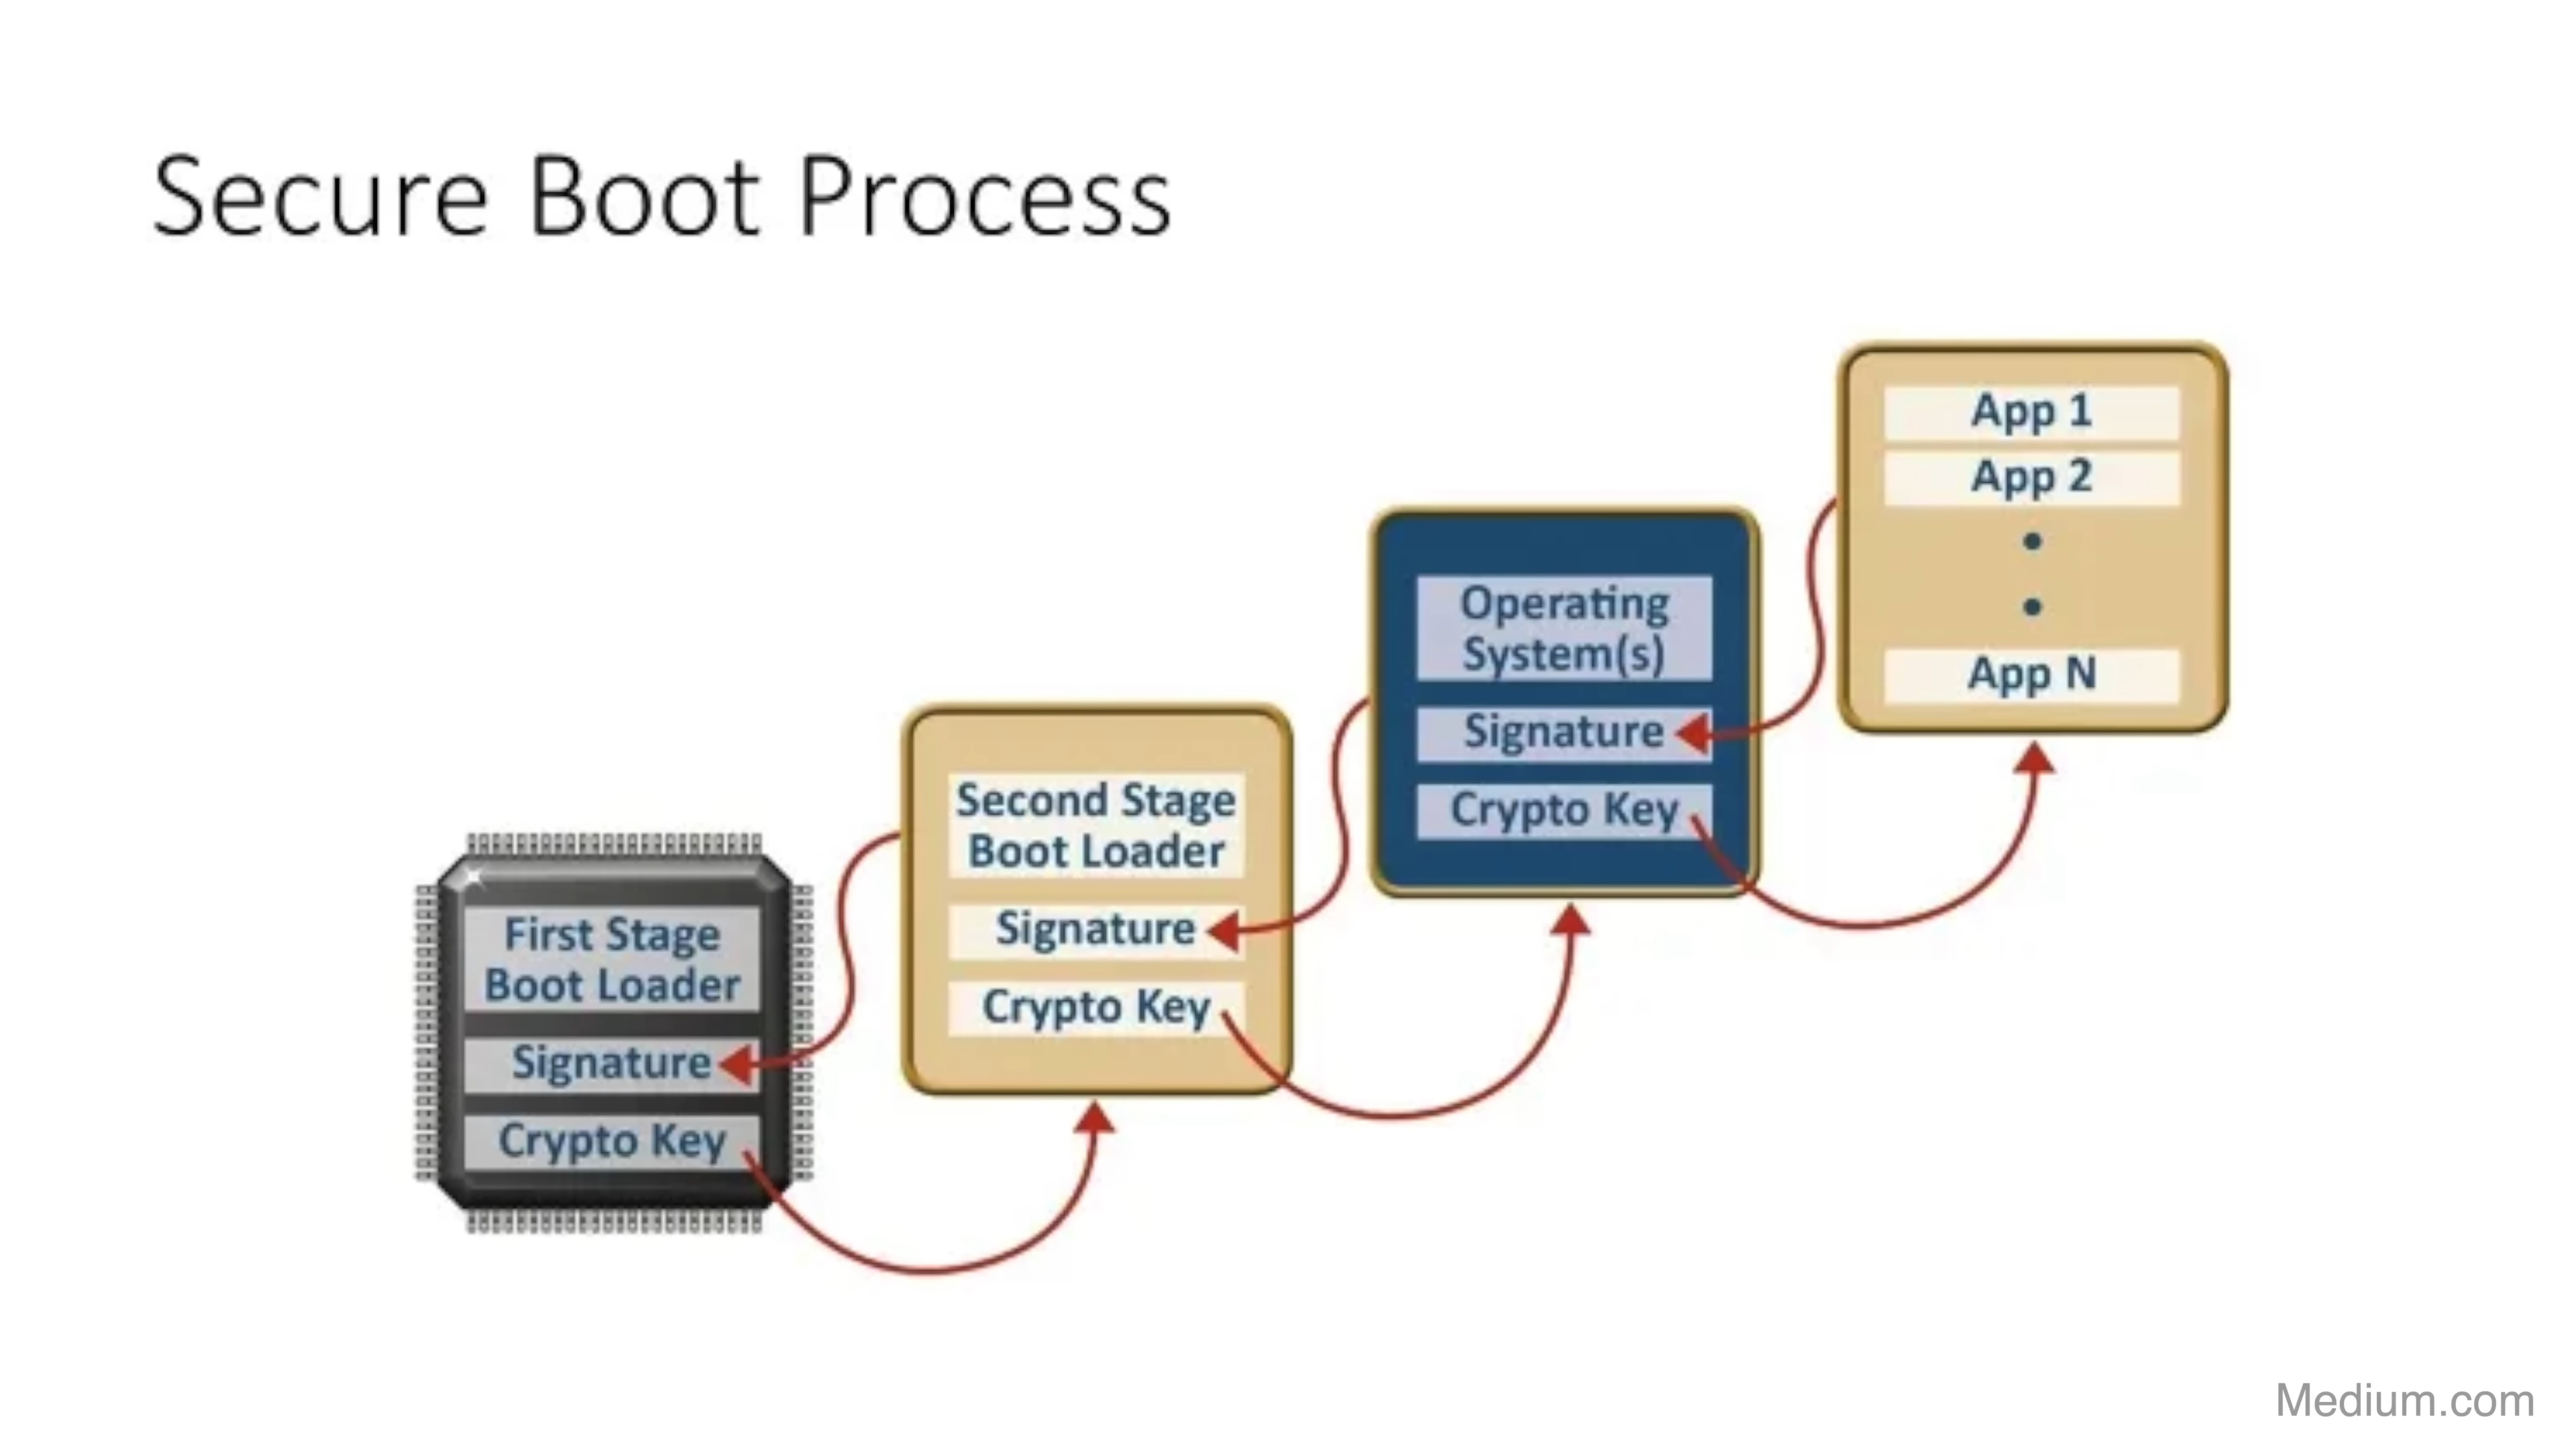 Secure Boot Process
First Stage
Boot Loader
Signature
Crypto Key
Second Stage
Boot Loader
Signature
Crypto Key
Operating
System(s)
Signature
Crypto Key
App 1
App 2
App N
Medium.com